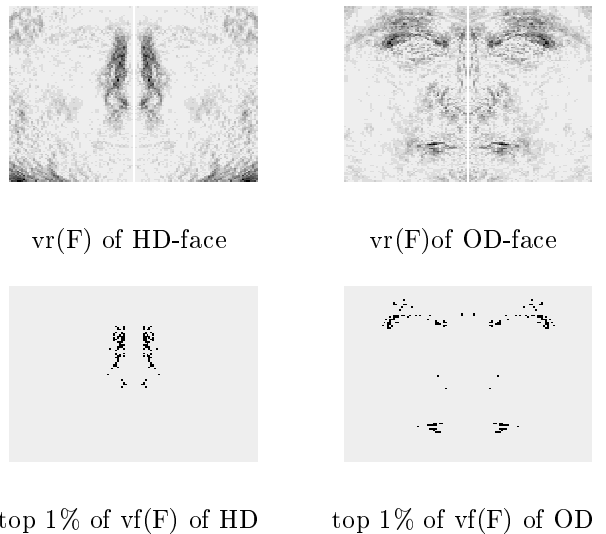 vr(F) of HD-face
vr(F)of OD-face
top 1% of vf(F) of HD
top 1% of vf(F) of OD